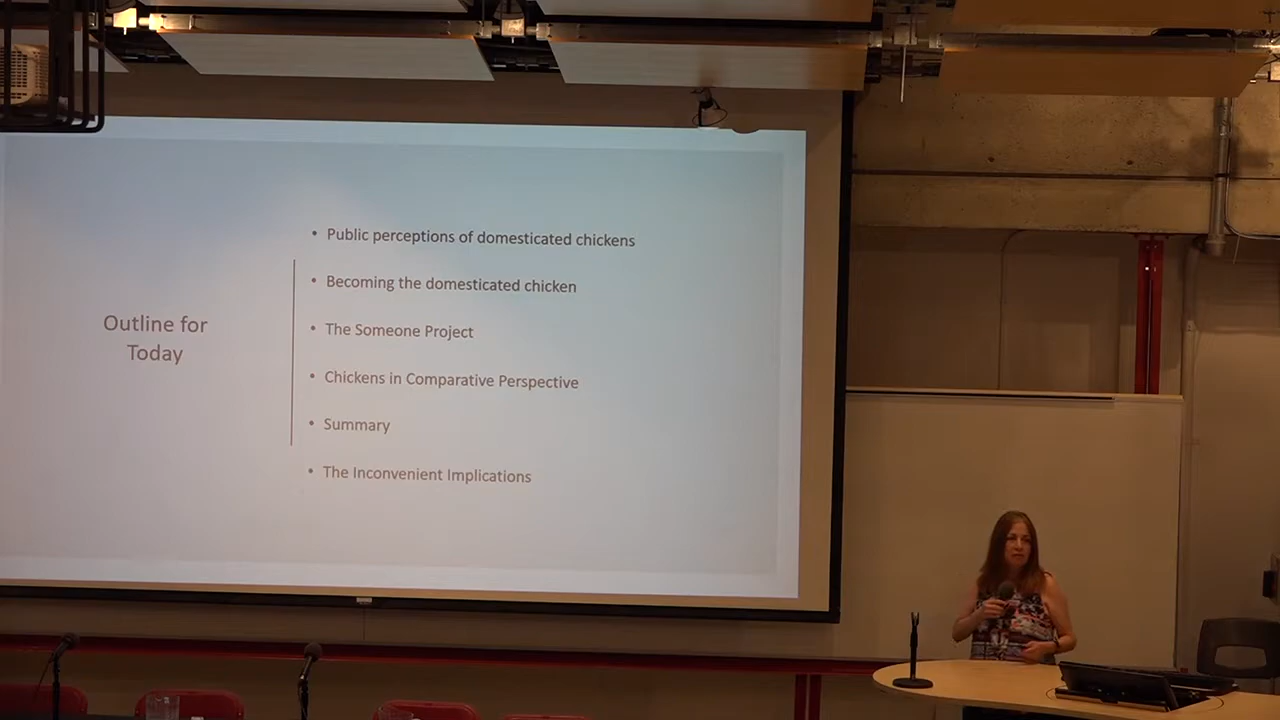 Outline for
Today
• Public perceptions of domesticated chickens
• Becoming the domesticated chicken
• The Someone Project
• Chickens in Comparative Perspective
• Summary
• The Inconvenient Implications